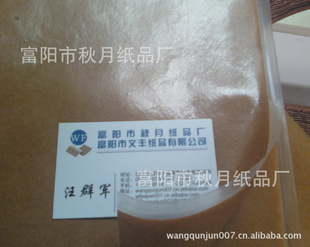 富阳市秋月纸品厂
WF
富阳市秋月纸品厂
富阳市文丰纸品有限公司
汪群军
富阳市秋月纸品厂
wangqunjun007.cn.alibaba.com